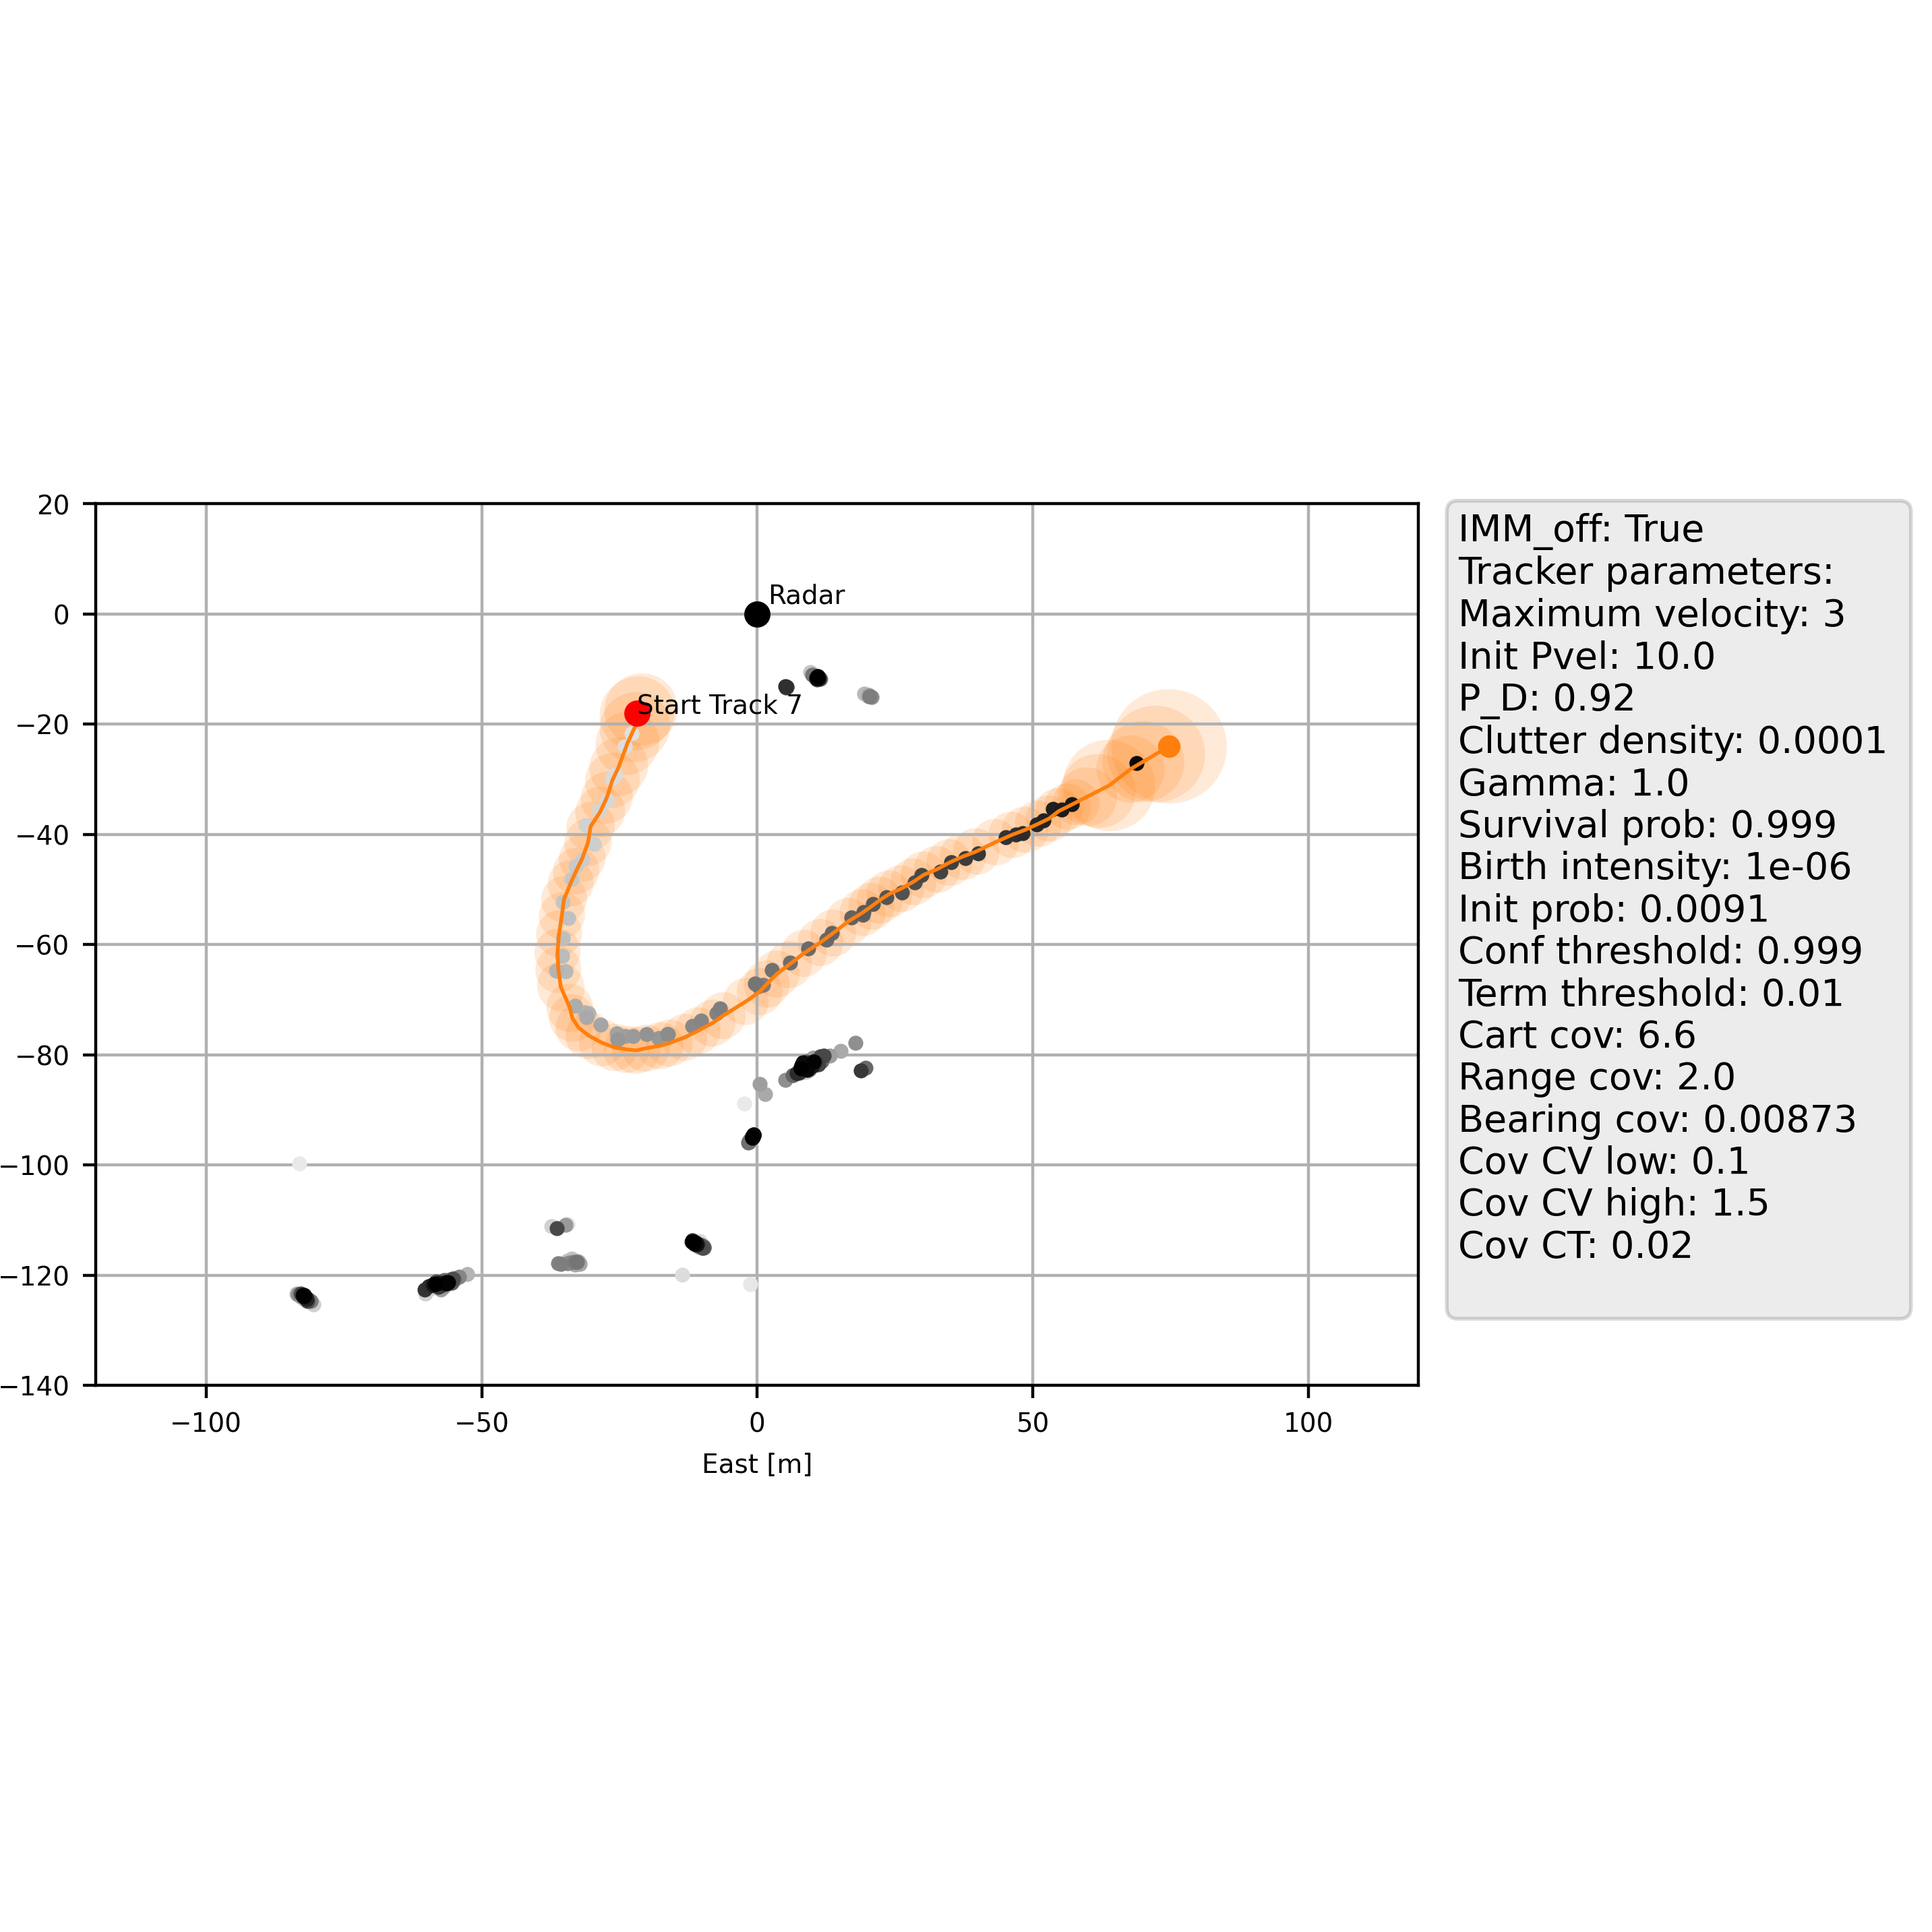 20
0
−20
−40
−60
−80
−100
−120
−140
−100
−50
0
50
100
East [m]
Radar
Start Track 7
IMM_off: True
Tracker parameters:
Maximum velocity: 3
Init Pvel: 10.0
P_D: 0.92
Clutter density: 0.0001
Gamma: 1.0
Survival prob: 0.999
Birth intensity: 1e-06
Init prob: 0.0091
Conf threshold: 0.999
Term threshold: 0.01
Cart cov: 6.6
Range cov: 2.0
Bearing cov: 0.00873
Cov CV low: 0.1
Cov CV high: 1.5
Cov CT: 0.02